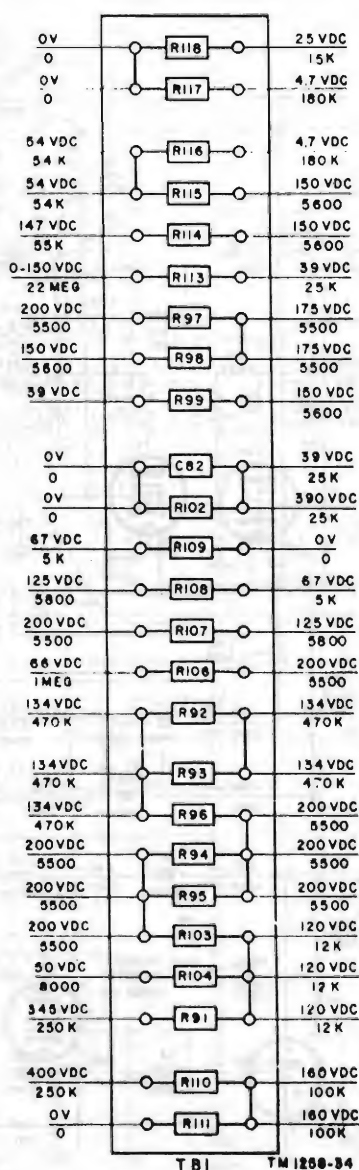 0V R118 25 VDC
0 15K
0V R117 4.7 VDC
0 180K
54 VDC R116 4.7 VDC
54 K 180 K
54 VDC R115 150 VDC
54K 5600
147 VDC R114 150 VDC
55K 5600
0-150 VDC R113 39 VDC
22 MEG 25 K
200 VDC R97 175 VDC
5500 5500
150 VDC R98 175 VDC
5600 5500
39 VDC R99 150 VDC
5600
0V C82 39 VDC
0 25K
0V R102 390 VDC
0 25K
67 VDC R109 0V
5 K 0
125 VDC R108 67 VDC
5800 5 K
200 VDC R107 125 VDC
5500 5800
66 VDC R106 200 VDC
1MEG 5500
134 VDC R92 134 VDC
470 K 470 K
134 VDC R93 134 VDC
470 K 470 K
134 VDC R96 200 VDC
470 K 5500
200 VDC R94 200 VDC
5500 5500
200 VDC R95 200 VDC
5500 5500
200 VDC R103 120 VDC
5500 12 K
50 VDC R104 120 VDC
8000 12 K
345 VDC R91 120 VDC
250 K 12 K
400 VDC R110 160 VDC
250 K 100K
0V R111 160 VDC
0 100K
TB1 TM 1258-34